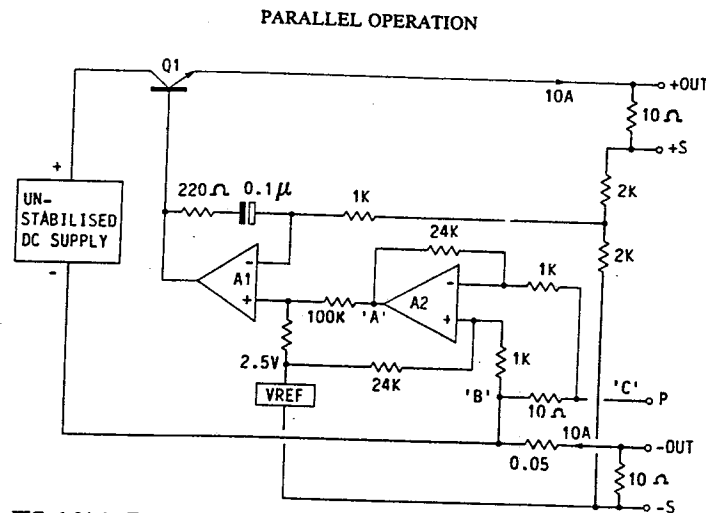 PARALLEL OPERATION
Q1
10A
+OUT
10Ω
+S
+
220Ω 0.1μ
1K
2K
UN-
STABILISED
DC SUPPLY
-
24K
2K
-
A1
+
100K
'A'
-
A2
+
1K
2.5V
24K
1K
VREF
'B'
'C'
10Ω
P
10A
-OUT
0.05
10Ω
-S